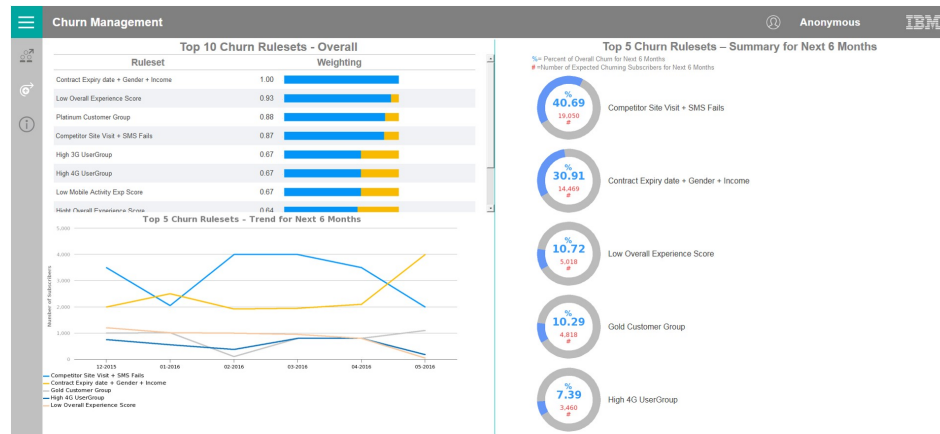 Churn Management
Anonymous
IBM
Top 10 Churn Rulesets - Overall
Ruleset Weighting
Contract Expiry date + Gender + Income 1.00
Low Overall Experience Score 0.93
Platinum Customer Group 0.88
Competitor Site Visit + SMS Fails 0.87
High 3G UserGroup 0.67
High 4G UserGroup 0.67
Low Mobile Activity Exp Score 0.67
Hight Overall Experience Score 0.64
Top 5 Churn Rulesets - Trend for Next 6 Months
Number of Subscribers
5,000
4,000
3,000
2,000
1,000
0
12-2015 01-2016 02-2016 03-2016 04-2016 05-2016
Competitor Site Visit + SMS Fails
Contract Expiry date + Gender + Income
Gold Customer Group
High 4G UserGroup
Low Overall Experience Score
Top 5 Churn Rulesets – Summary for Next 6 Months
%= Percent of Overall Churn for Next 6 Months
# =Number of Expected Churning Subscribers for Next 6 Months
%
40.69
19,050
#
Competitor Site Visit + SMS Fails
%
30.91
14,469
#
Contract Expiry date + Gender + Income
%
10.72
5,018
#
Low Overall Experience Score
%
10.29
4,818
#
Gold Customer Group
%
7.39
3,460
#
High 4G UserGroup